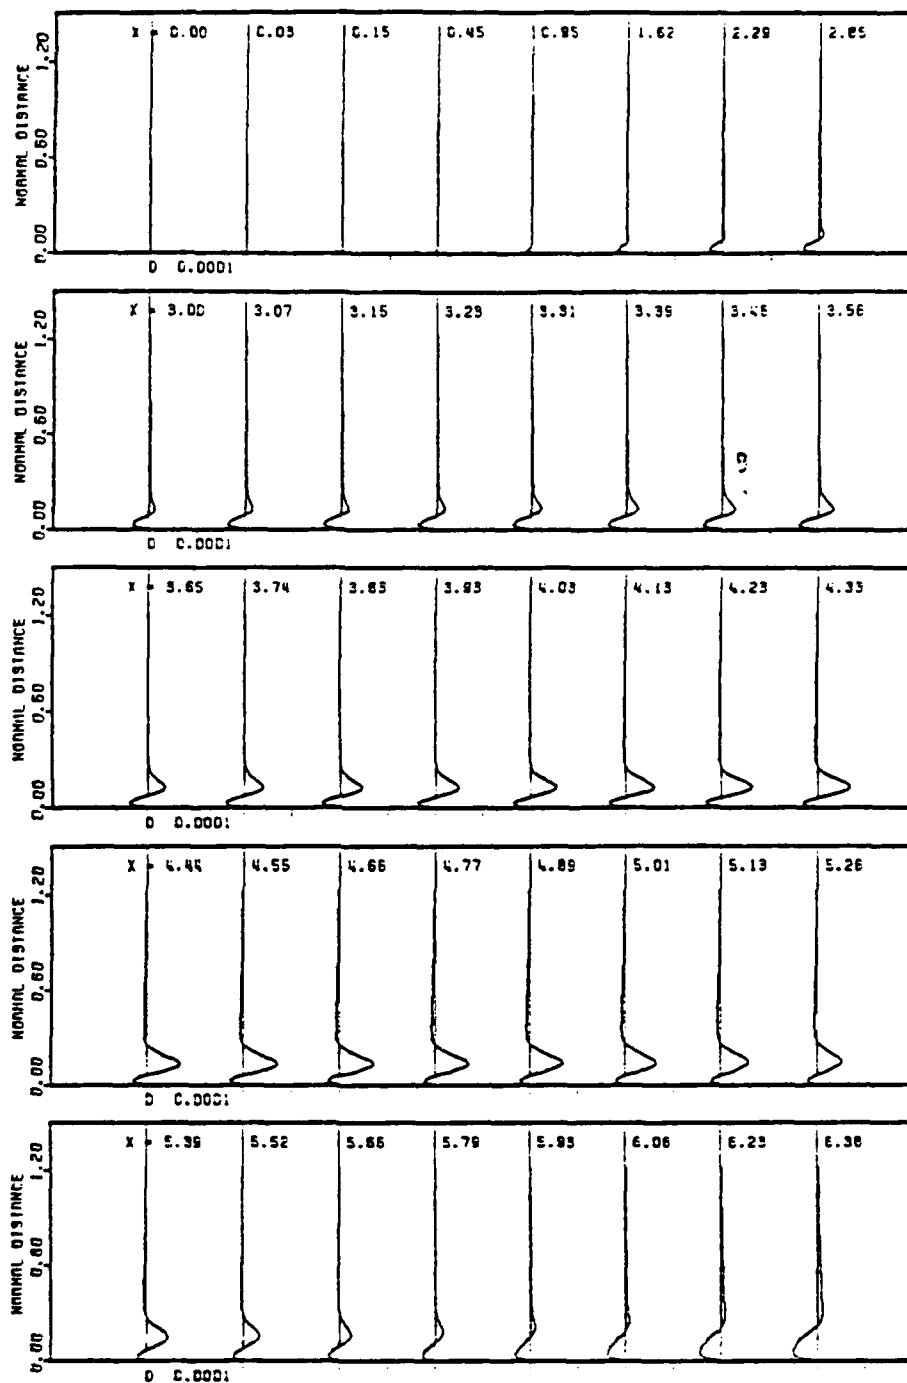 X = 0.00 0.03 0.15 0.45 0.95 1.62 2.29 2.85
NORMAL DISTANCE
0.00 0.60 1.20
0 0.0001
X = 3.00 3.07 3.15 3.23 3.31 3.39 3.48 3.56
NORMAL DISTANCE
0.00 0.60 1.20
0 0.0001
X = 3.65 3.74 3.83 3.93 4.03 4.13 4.23 4.33
NORMAL DISTANCE
0.00 0.60 1.20
0 0.0001
X = 4.44 4.55 4.66 4.77 4.89 5.01 5.13 5.26
NORMAL DISTANCE
0.00 0.60 1.20
0 0.0001
X = 5.39 5.52 5.65 5.79 5.93 6.08 6.23 6.38
NORMAL DISTANCE
0.00 0.60 1.20
0 0.0001